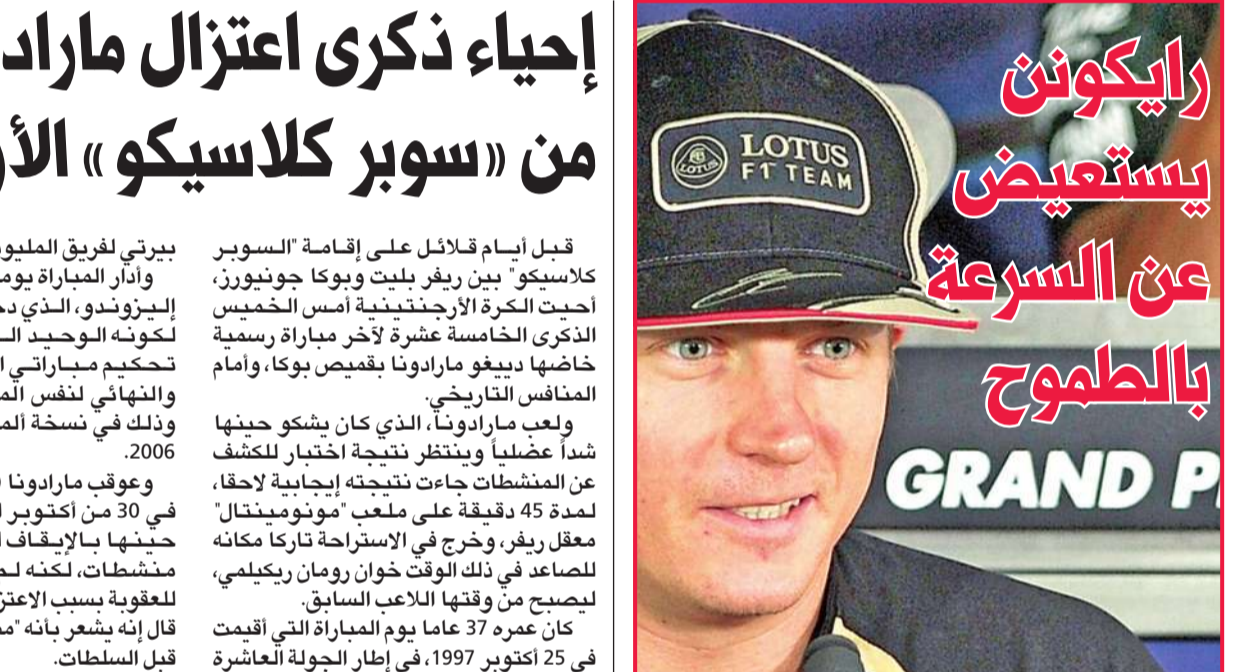 رايكونن
يستعيض
عن السرعة
بالطموح
LOTUS
F1 TEAM
LOTUS
GRAND
إحياء ذكرى اعتزال
من «سوبر كلاسيكو »
قبل أيام قلائل على إقامة "السوبر
كلاسيكو" بين ريفر بليت وبوكا جونيورز،
أحيت الكرة الأرجنتينية أمس الخميس
الذكرى الخامسة عشرة لآخر مباراة رسمية
خاضها دييغو مارادونا بقميص بوكا، وأمام
المنافس التاريخي.
ولعب مارادونا، الذي كان يشكو حينها
شداً عضلياً وينتظر نتيجة اختبار للكشف
عن المنشطات جاءت نتيجته إيجابية لاحقا،
لمدة 45 دقيقة على ملعب "مونومينتال"
معقل ريفر، وخرج في الاستراحة تاركا مكانه
للصاعد في ذلك الوقت خوان رومان ريكيلمي،
ليصبح من وقتها اللاعب السابق.
كان عمره 37 عاما يوم المباراة التي أقيمت
في 25 أكتوبر 1997، في إطار الجولة العاشرة
بيرتي لفريق
وأدار المباراة
إليزوندو، الذي
لكونه الوحيد
تحكيم مباراتي
والنهائي لنفس
وذلك في نسخة
2006.
وعوقب مارادونا
في 30 من أكتوبر
حينها بالإيقاف
منشطات، لكنه
للعقوبة بسبب
قال إنه يشعر بأنه
قبل السلطات.